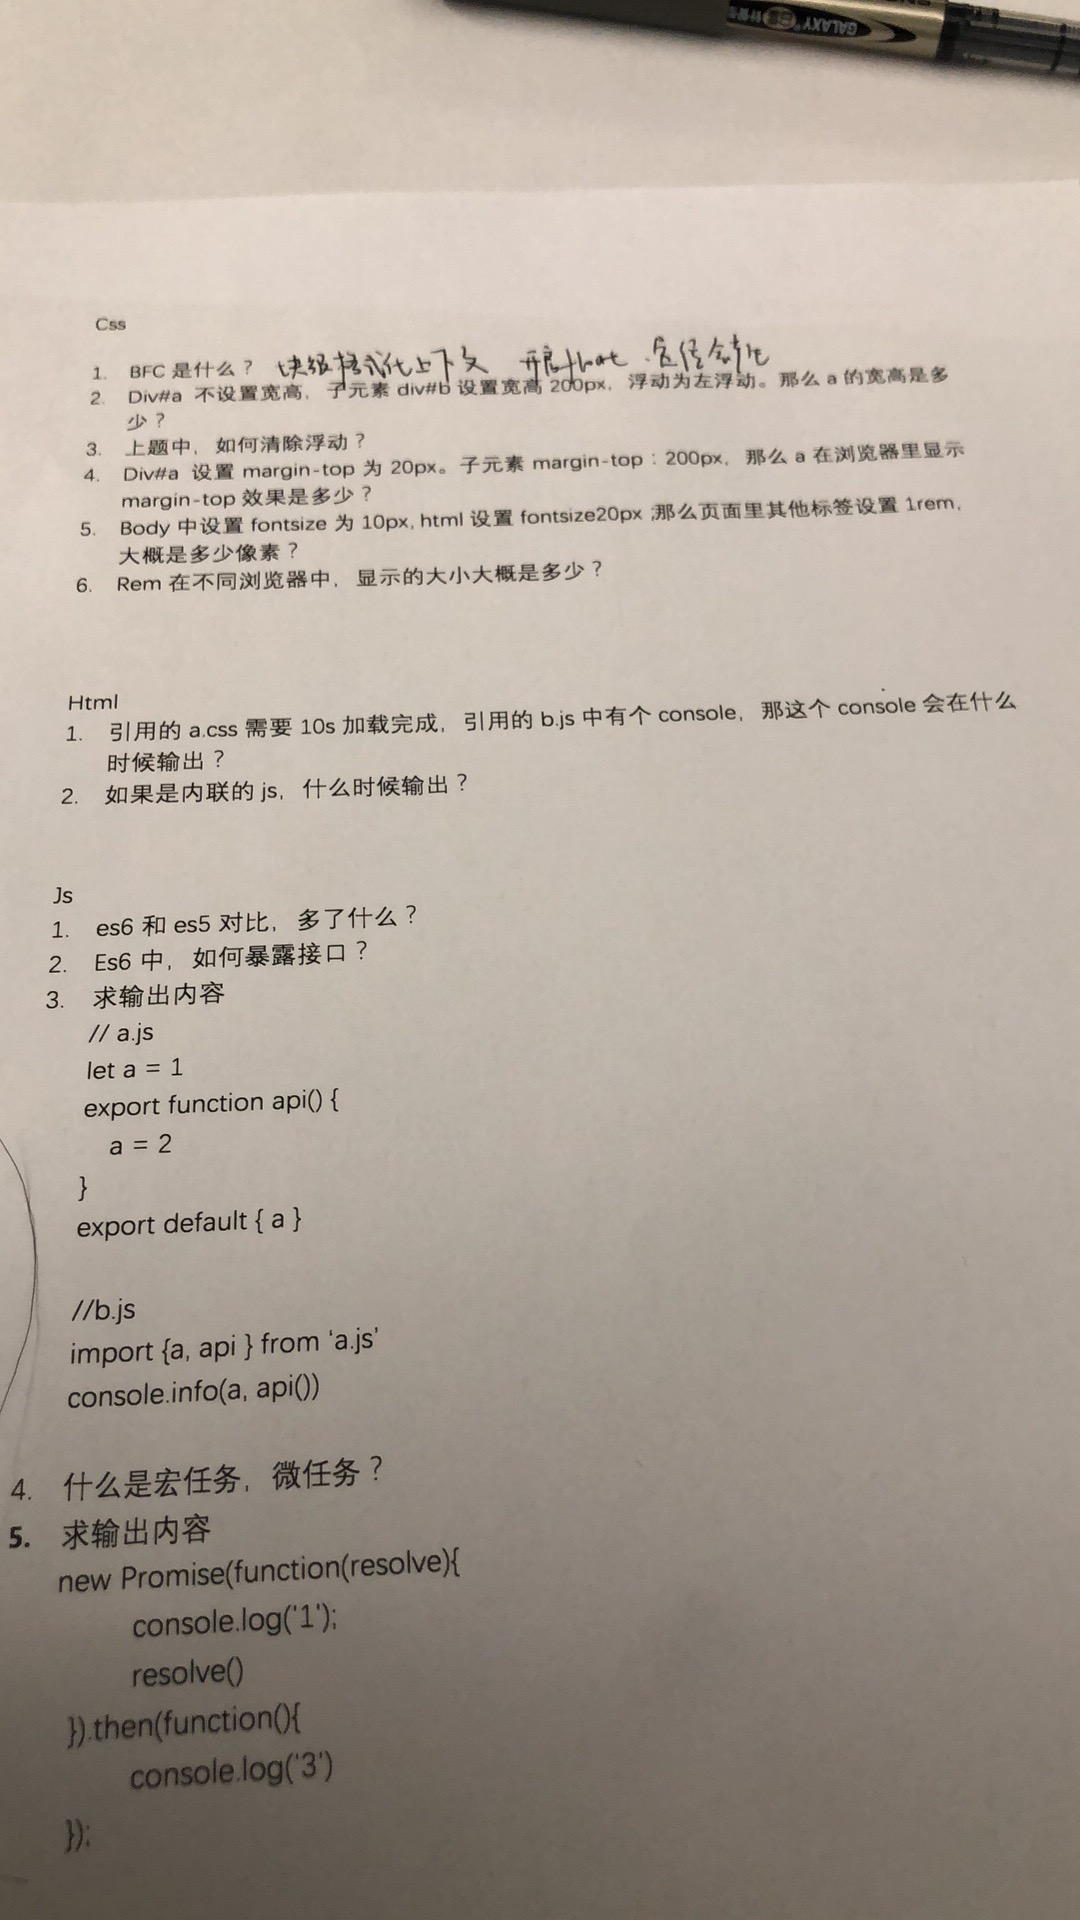 GALAXY
Css
1. BFC 是什么？ 块级格式化上下文 开启float
2. Div#a 不设置宽高，子元素 div#b 设置宽高 200px，浮动为左浮动。那么 a 的宽高是多
少？
3. 上题中，如何清除浮动？
4. Div#a 设置 margin-top 为 20px。子元素 margin-top：200px，那么 a 在浏览器里显示
margin-top 效果是多少？
5. Body 中设置 fontsize 为 10px, html 设置 fontsize20px ,那么页面里其他标签设置 1rem，
大概是多少像素？
6. Rem 在不同浏览器中，显示的大小大概是多少？
Html
1. 引用的 a.css 需要 10s 加载完成，引用的 b.js 中有个 console，那这个 console 会在什么
时候输出？
2. 如果是内联的 js，什么时候输出？
Js
1. es6 和 es5 对比，多了什么？
2. Es6 中，如何暴露接口？
3. 求输出内容
// a.js
let a = 1
export function api() {
a = 2
}
export default { a }
//b.js
import {a, api } from ‘a.js’
console.info(a, api())
4. 什么是宏任务，微任务？
5. 求输出内容
new Promise(function(resolve){
console.log('1');
resolve()
}).then(function(){
console.log('3')
});